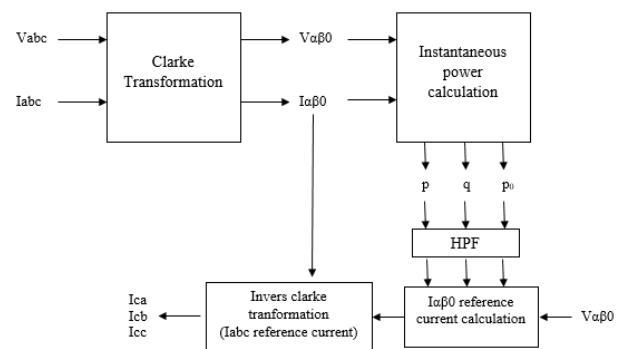 Vabc
Iabc
Clarke
Transformation
Vαβ0
Iαβ0
Instantaneous
power
calculation
p q p₀
HPF
Iαβ0 reference
current calculation
Vαβ0
Invers clarke
tranformation
(Iabc reference current)
Ica
Icb
Icc